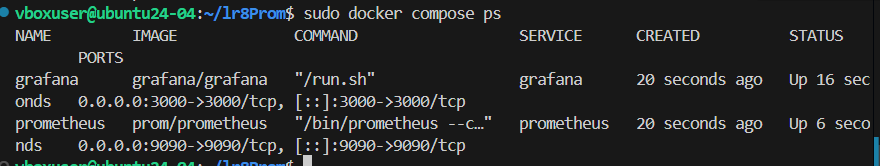 vboxuser@ubuntu24-04:~/lr8Prom$ sudo docker compose ps
NAME IMAGE COMMAND SERVICE CREATED STATUS
PORTS
grafana grafana/grafana "/run.sh" grafana 20 seconds ago Up 16 sec
onds 0.0.0.0:3000->3000/tcp, [::]:3000->3000/tcp
prometheus prom/prometheus "/bin/prometheus --c…" prometheus 20 seconds ago Up 6 seco
nds 0.0.0.0:9090->9090/tcp, [::]:9090->9090/tcp
vboxuser@ubuntu24-04:~/lr8Prom$